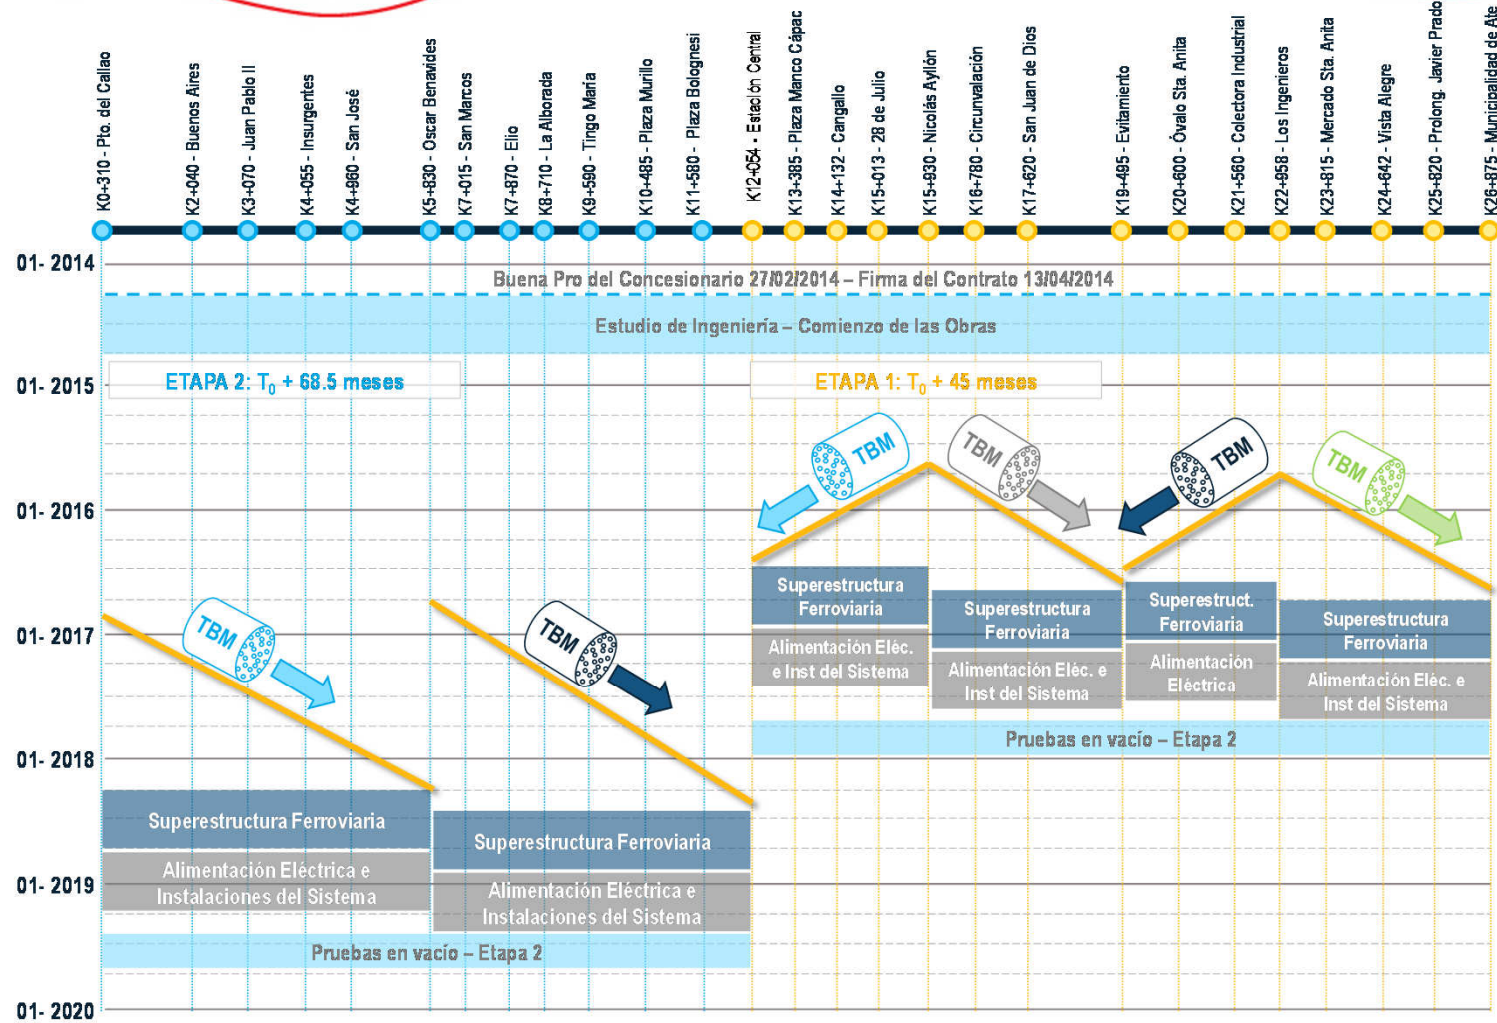 K0+310 - Pto. del Callao
K2+040 - Buenos Aires
K3+070 - Juan Pablo II
K4+055 - Insurgentes
K4+960 - San José
K5+830 - Oscar Benavides
K7+015 - San Marcos
K7+870 - Elio
K8+710 - La Alborada
K9+590 - Tingo María
K10+485 - Plaza Murillo
K11+580 - Plaza Bolognesi
K12+054 - Estación Central
K13+385 - Plaza Manco Cápac
K14+132 - Cangallo
K15+013 - 28 de Julio
K15+930 - Nicolás Ayllón
K16+780 - Circunvalación
K17+620 - San Juan de Dios
K19+495 - Evitamiento
K20+600 - Óvalo Sta. Anita
K21+560 - Colectora Industrial
K22+958 - Los Ingenieros
K23+815 - Mercado Sta. Anita
K24+642 - Vista Alegre
K25+820 - Prolong. Javier Prado
K26+875 - Municipalidad de Ate
01- 2014
Buena Pro del Concesionario 27/02/2014 – Firma del Contrato 13/04/2014
Estudio de Ingeniería – Comienzo de las Obras
01- 2015
ETAPA 2: T0 + 68.5 meses
ETAPA 1: T0 + 45 meses
TBM
TBM
TBM
TBM
01- 2016
Superestructura
Ferroviaria
Superestructura
Ferroviaria
Superestruct.
Ferroviaria
Superestructura
Ferroviaria
01- 2017
TBM
TBM
Alimentación Eléc.
e Inst del Sistema
Alimentación Eléc. e
Inst del Sistema
Alimentación
Eléctrica
Alimentación Eléc. e
Inst del Sistema
Pruebas en vacío – Etapa 2
01- 2018
Superestructura Ferroviaria
Superestructura Ferroviaria
Alimentación Eléctrica e
Instalaciones del Sistema
01- 2019
Alimentación Eléctrica e
Instalaciones del Sistema
Pruebas en vacío – Etapa 2
01- 2020